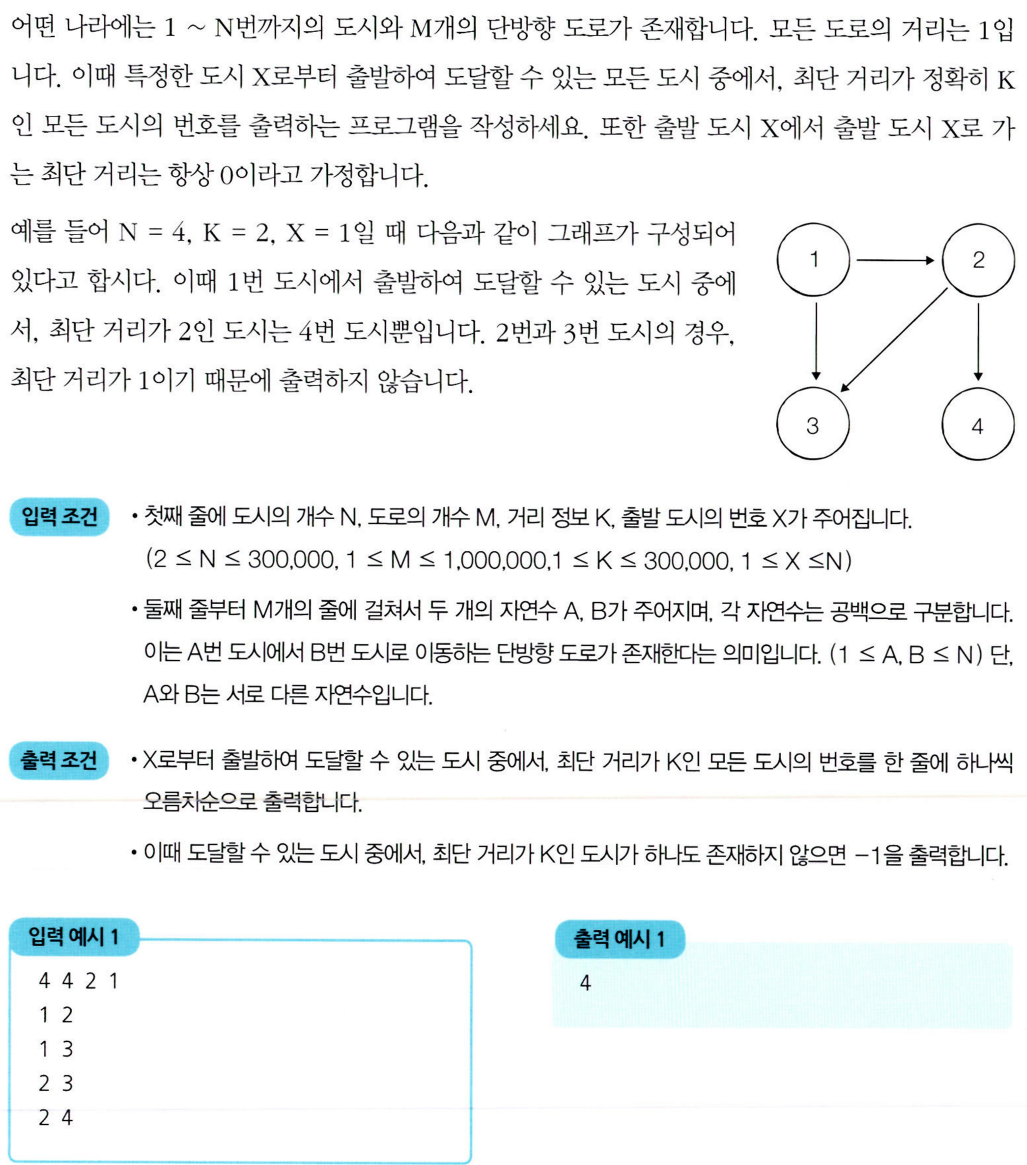 어떤 나라에는 1 ~ N번까지의 도시와 M개의 단방향 도로가 존재합니다. 모든 도로의 거리는 1입
니다. 이때 특정한 도시 X로부터 출발하여 도달할 수 있는 모든 도시 중에서, 최단 거리가 정확히 K
인 모든 도시의 번호를 출력하는 프로그램을 작성하세요. 또한 출발 도시 X에서 출발 도시 X로 가
는 최단 거리는 항상 0이라고 가정합니다.
예를 들어 N = 4, K = 2, X = 1일 때 다음과 같이 그래프가 구성되어
있다고 합시다. 이때 1번 도시에서 출발하여 도달할 수 있는 도시 중에
서, 최단 거리가 2인 도시는 4번 도시뿐입니다. 2번과 3번 도시의 경우,
최단 거리가 1이기 때문에 출력하지 않습니다.
1 2
3 4
입력 조건 • 첫째 줄에 도시의 개수 N, 도로의 개수 M, 거리 정보 K, 출발 도시의 번호 X가 주어집니다.
(2 ≤ N ≤ 300,000, 1 ≤ M ≤ 1,000,000,1 ≤ K ≤ 300,000, 1 ≤ X ≤N)
• 둘째 줄부터 M개의 줄에 걸쳐서 두 개의 자연수 A, B가 주어지며, 각 자연수는 공백으로 구분합니다.
이는 A번 도시에서 B번 도시로 이동하는 단방향 도로가 존재한다는 의미입니다. (1 ≤ A, B ≤ N) 단,
A와 B는 서로 다른 자연수입니다.
출력 조건 • X로부터 출발하여 도달할 수 있는 도시 중에서, 최단 거리가 K인 모든 도시의 번호를 한 줄에 하나씩
오름차순으로 출력합니다.
• 이때 도달할 수 있는 도시 중에서, 최단 거리가 K인 도시가 하나도 존재하지 않으면 −1을 출력합니다.
입력 예시 1
4 4 2 1
1 2
1 3
2 3
2 4
출력 예시 1
4